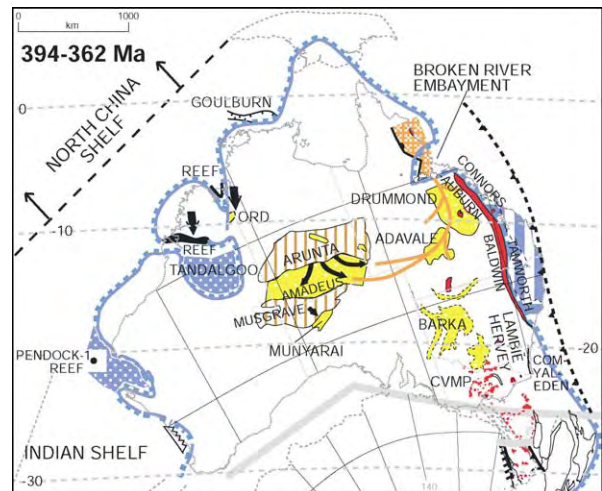 0
1000
km
394-362 Ma
BROKEN RIVER
EMBAYMENT
NORTH CHINA
SHELF
GOULBURN
0
REEF
ORD
CONNORS
AUBURN
DRUMMOND
-10
REEF
ADAVALE
TANDALGOO
ARUNTA
TAMWORTH
BALDWIN
AMADEUS
MUSGRAVE
BARKA
LAMBIE
HERVEY
MUNYARAI
PENDOCK-1
REEF
-20
COM-
YAL-
EDEN
CVMP
INDIAN SHELF
-30
140